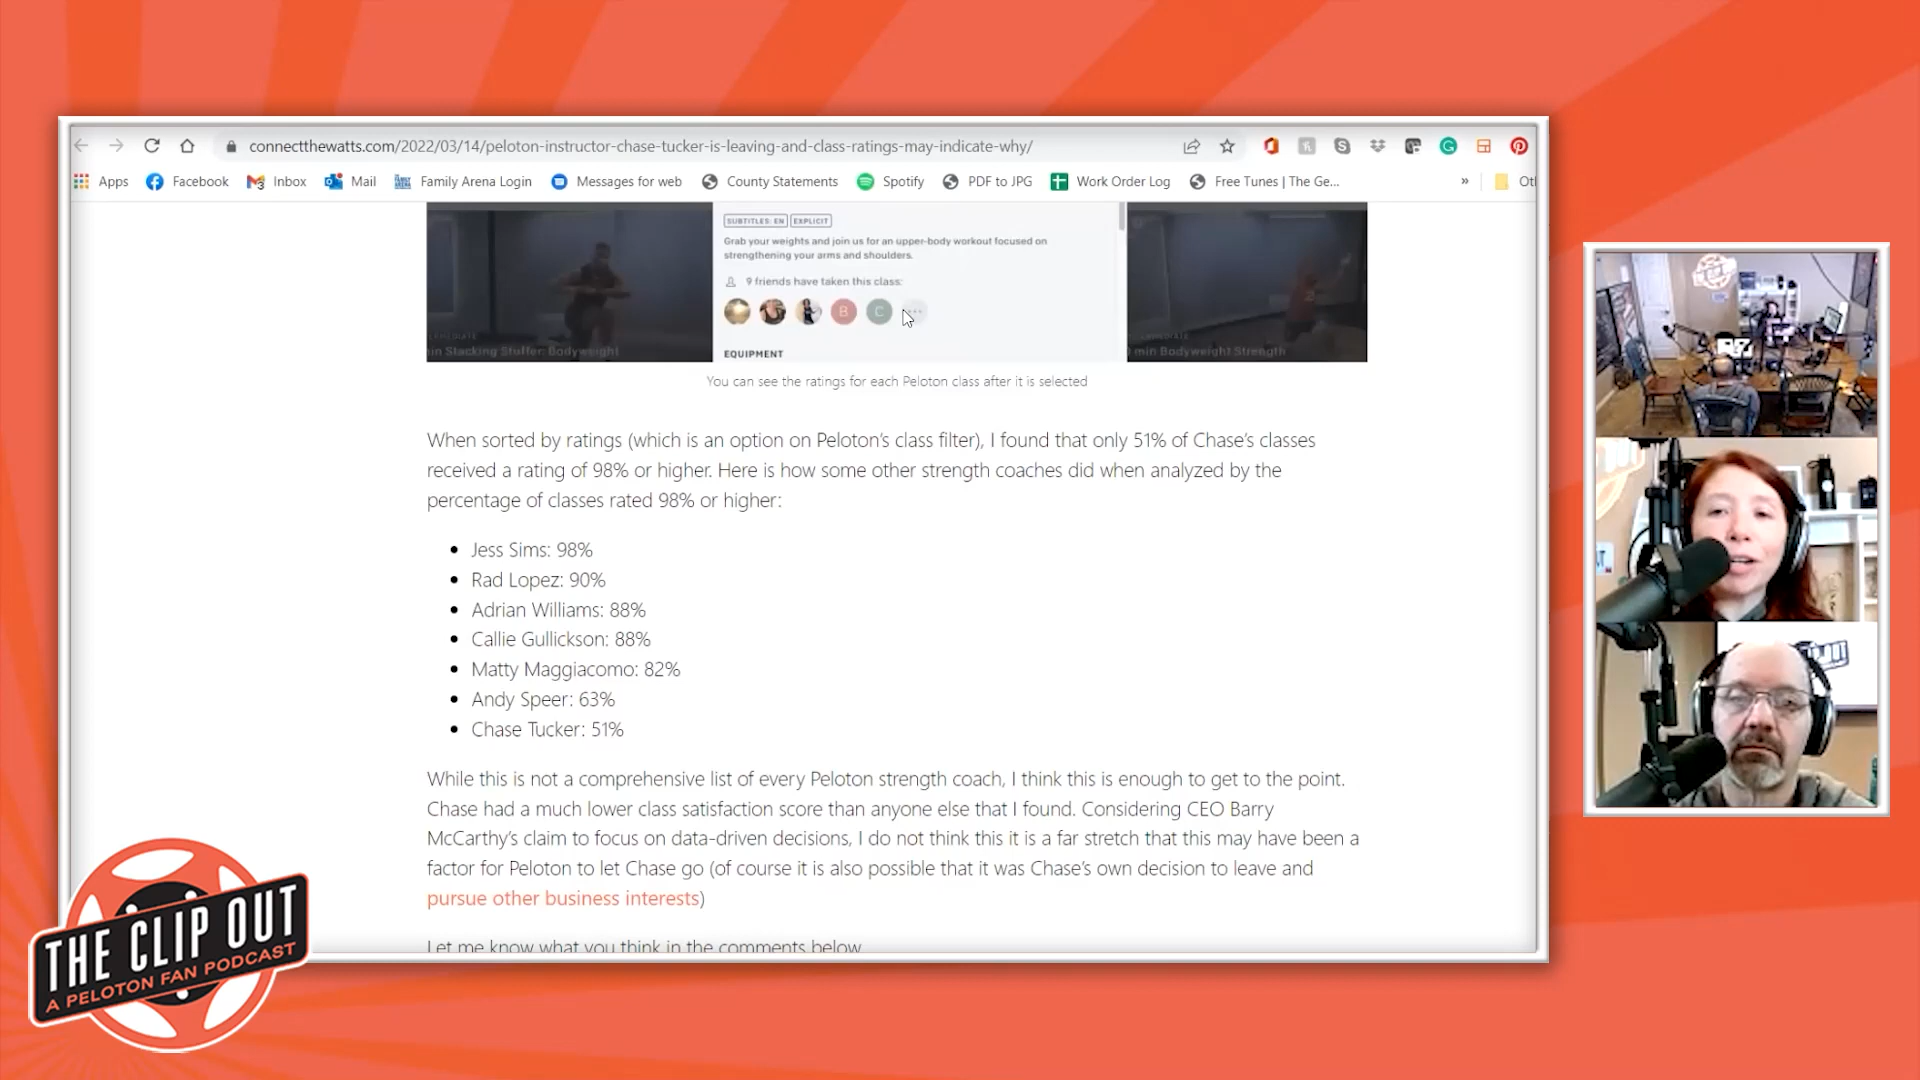 connectthewatts.com/2022/03/14/peloton-instructor-chase-tucker-is-leaving-and-class-ratings-may-indicate-why/
Apps Facebook Inbox Mail Family Arena Login Messages for web County Statements Spotify PDF to JPG Work Order Log Free Tunes | The Ge... » Otl
SUBTITLES: EN EXPLICIT
Grab your weights and join us for an upper-body workout focused on
strengthening your arms and shoulders.
9 friends have taken this class:
B C
min Stacking Stuffer: Bodyweight
EQUIPMENT
min Bodyweight Strength
You can see the ratings for each Peloton class after it is selected
When sorted by ratings (which is an option on Peloton's class filter), I found that only 51% of Chase's classes
received a rating of 98% or higher. Here is how some other strength coaches did when analyzed by the
percentage of classes rated 98% or higher:
Jess Sims: 98%
Rad Lopez: 90%
Adrian Williams: 88%
Callie Gullickson: 88%
Matty Maggiacomo: 82%
Andy Speer: 63%
Chase Tucker: 51%
While this is not a comprehensive list of every Peloton strength coach, I think this is enough to get to the point.
Chase had a much lower class satisfaction score than anyone else that I found. Considering CEO Barry
McCarthy's claim to focus on data-driven decisions, I do not think this it is a far stretch that this may have been a
factor for Peloton to let Chase go (of course it is also possible that it was Chase's own decision to leave and
pursue other business interests)
Let me know what you think in the comments below
THE CLIP OUT
A PELOTON FAN PODCAST